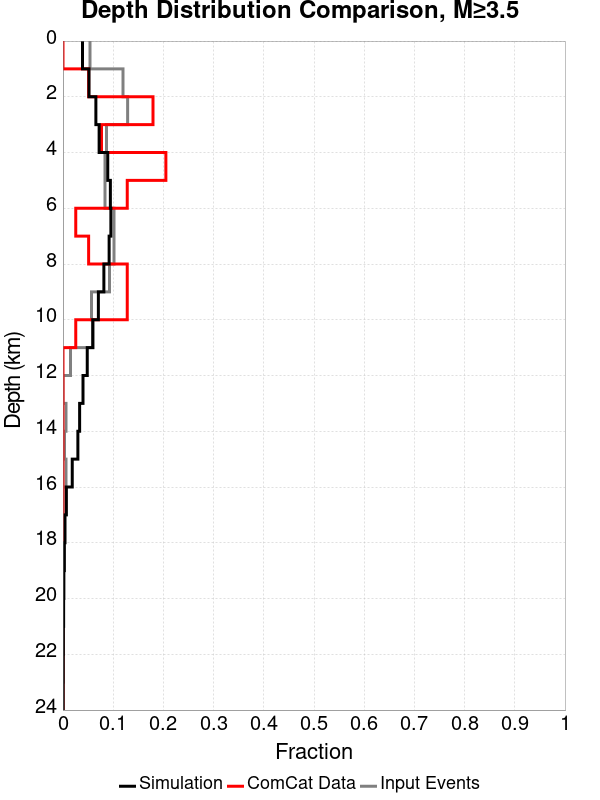 Depth Distribution Comparison, M≥3.5
0
2
4
6
8
10
12
14
16
18
20
22
24
Depth (km)
0 0.1 0.2 0.3 0.4 0.5 0.6 0.7 0.8 0.9 1
Fraction
Simulation ComCat Data Input Events